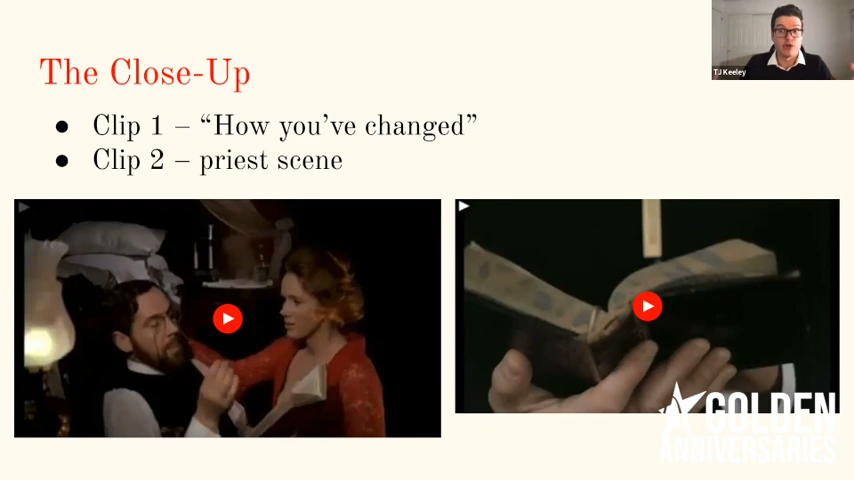 TJ Keeley
The Close-Up
● Clip 1 – “How you’ve changed”
● Clip 2 – priest scene
GOLDEN
ANNIVERSARIES